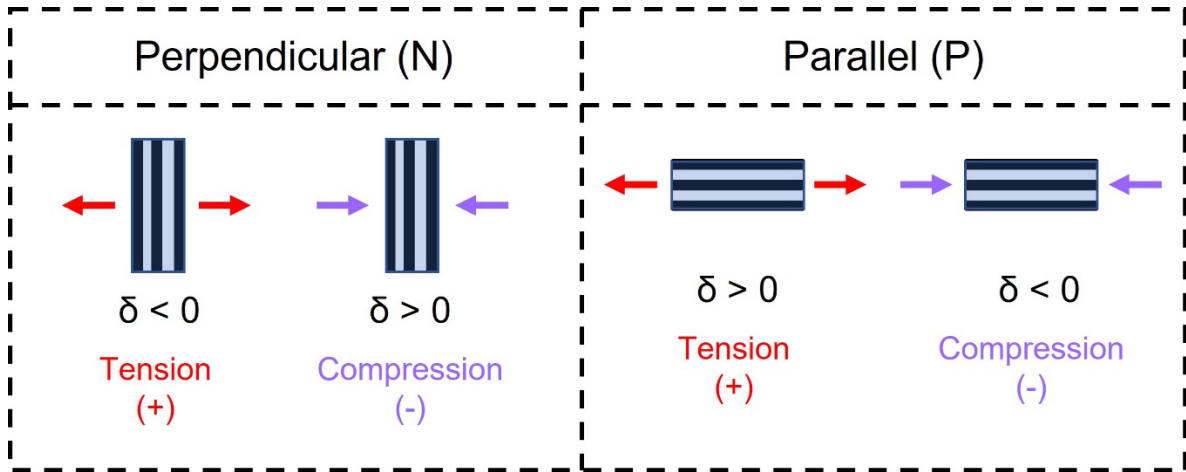 Perpendicular (N)
Parallel (P)
δ < 0
δ > 0
δ > 0
δ < 0
Tension
(+)
Compression
(-)
Tension
(+)
Compression
(-)